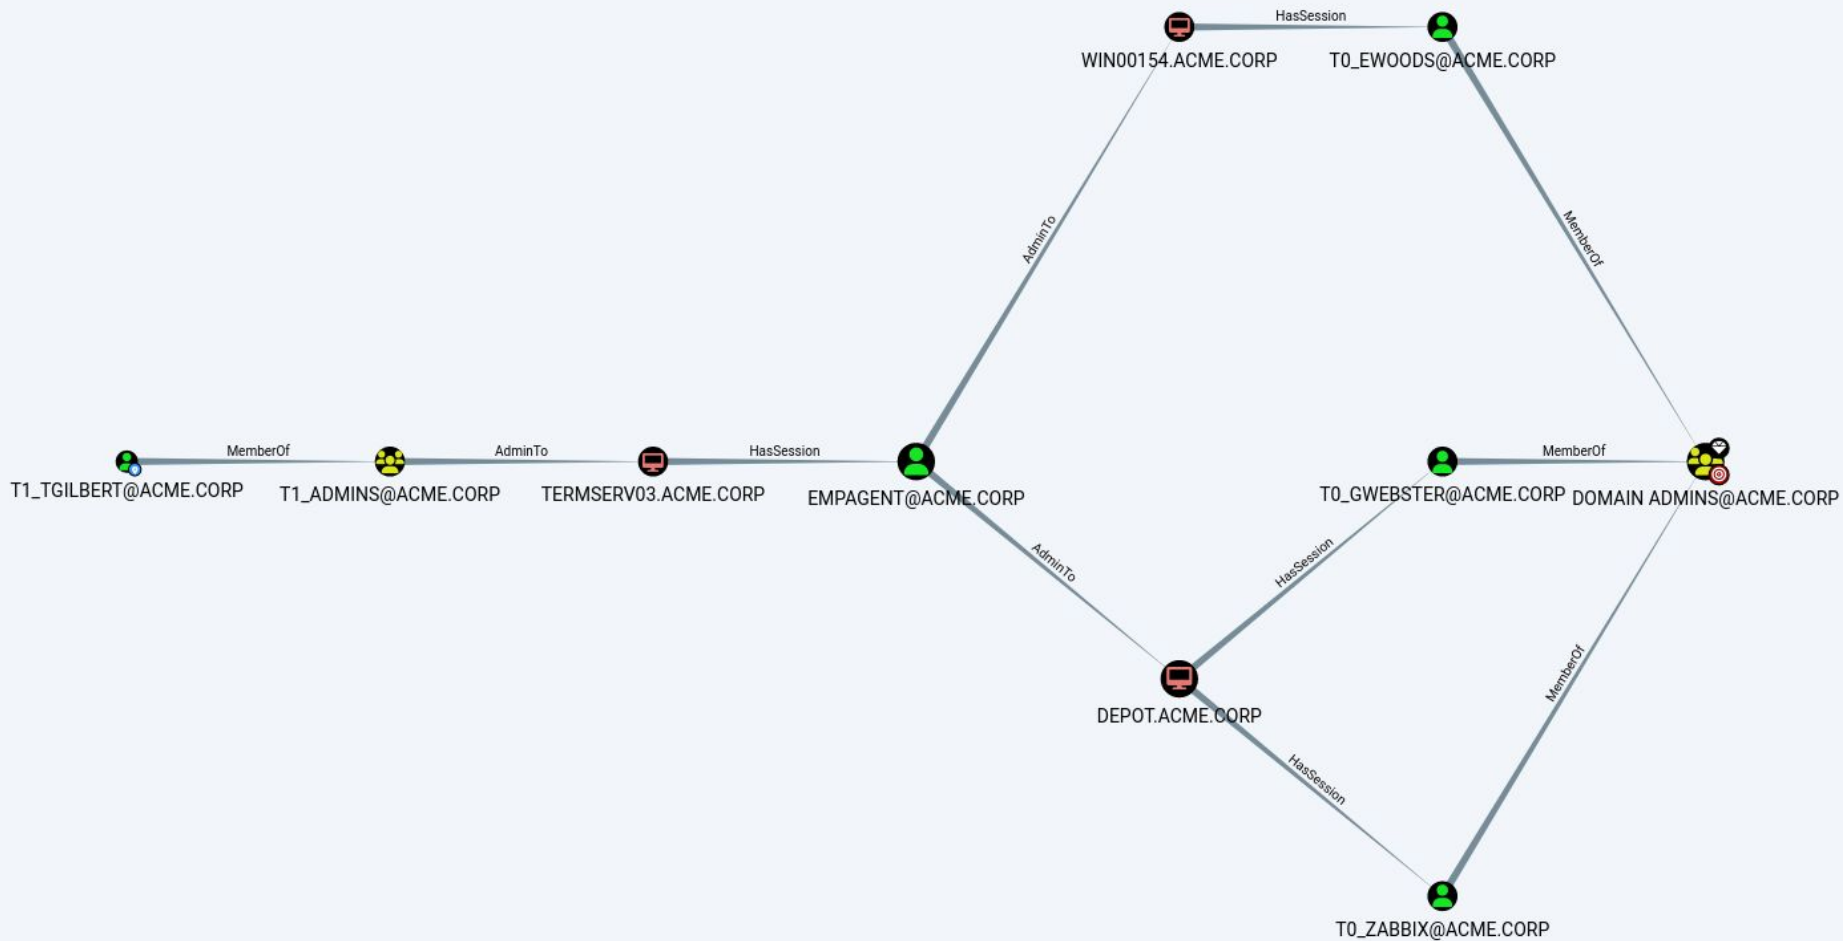 HasSession
WIN00154.ACME.CORP
T0_EWOODS@ACME.CORP
AdminTo
MemberOf
MemberOf
AdminTo
HasSession
MemberOf
T1_TGILBERT@ACME.CORP
T1_ADMINS@ACME.CORP
TERMSERV03.ACME.CORP
EMPAGENT@ACME.CORP
T0_GWEBSTER@ACME.CORP
DOMAIN ADMINS@ACME.CORP
AdminTo
HasSession
MemberOf
DEPOT.ACME.CORP
HasSession
T0_ZABBIX@ACME.CORP